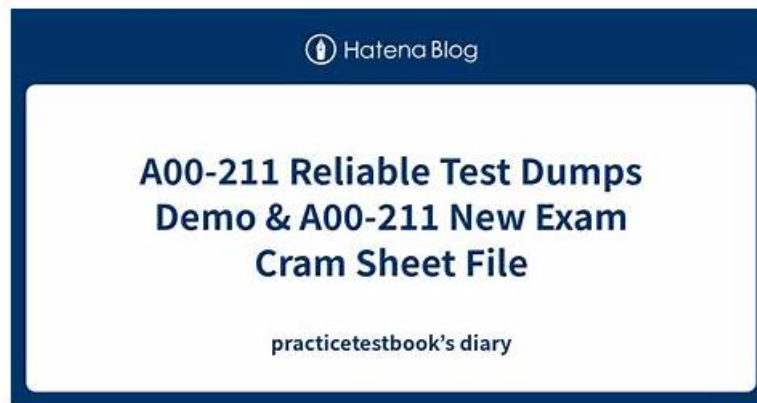 Hatena Blog
A00-211 Reliable Test Dumps
Demo & A00-211 New Exam
Cram Sheet File
practicetestbook's diary